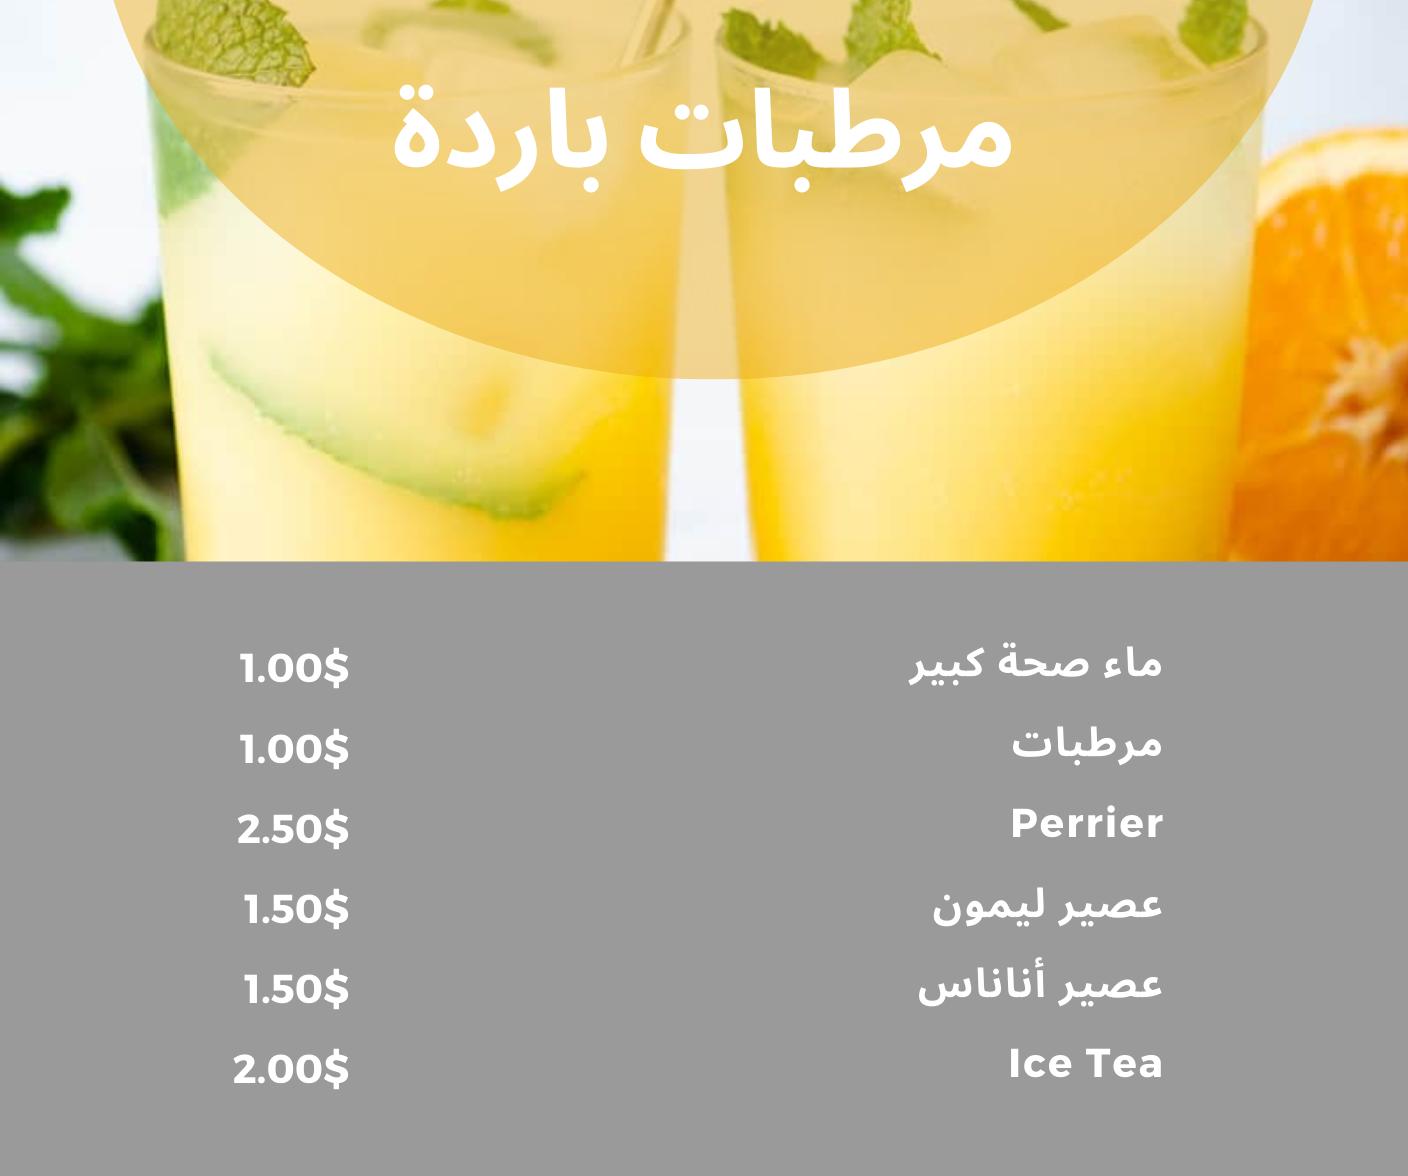 مرطبات باردة
ماء صحة كبير 1.00$
مرطبات 1.00$
Perrier 2.50$
عصير ليمون 1.50$
عصير أناناس 1.50$
Ice Tea 2.00$